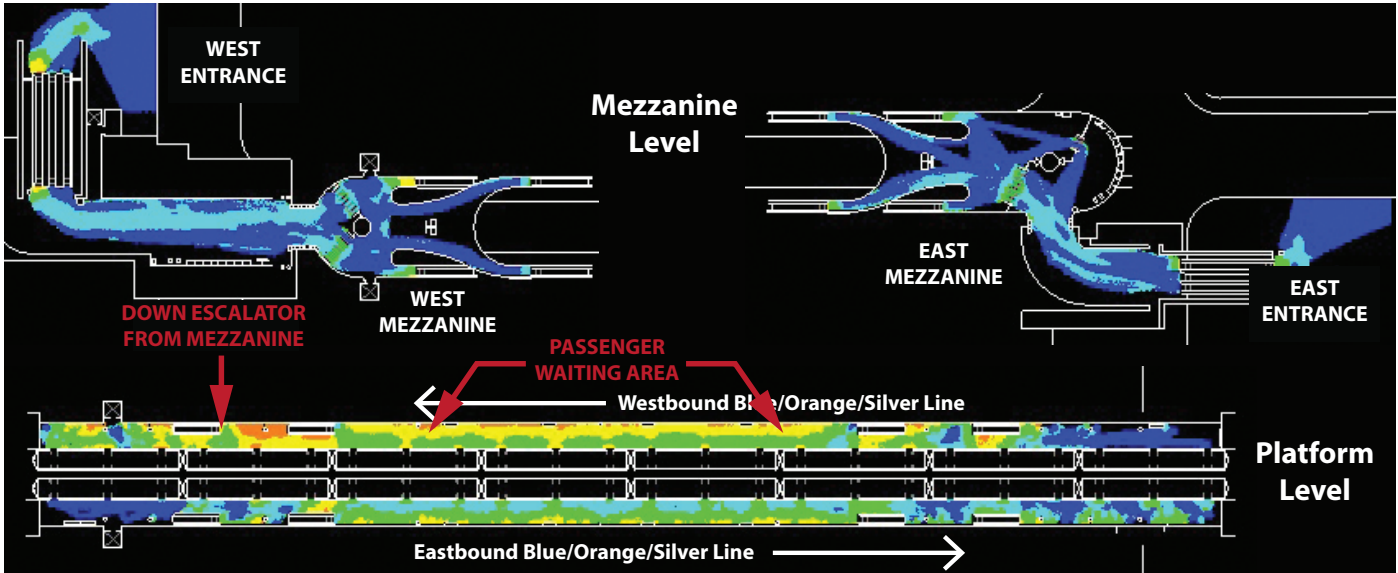 WEST
ENTRANCE
Mezzanine
Level
EAST
MEZZANINE
EAST
ENTRANCE
WEST
MEZZANINE
DOWN ESCALATOR
FROM MEZZANINE
PASSENGER
WAITING AREA
Westbound Blue/Orange/Silver Line
Platform
Level
Eastbound Blue/Orange/Silver Line